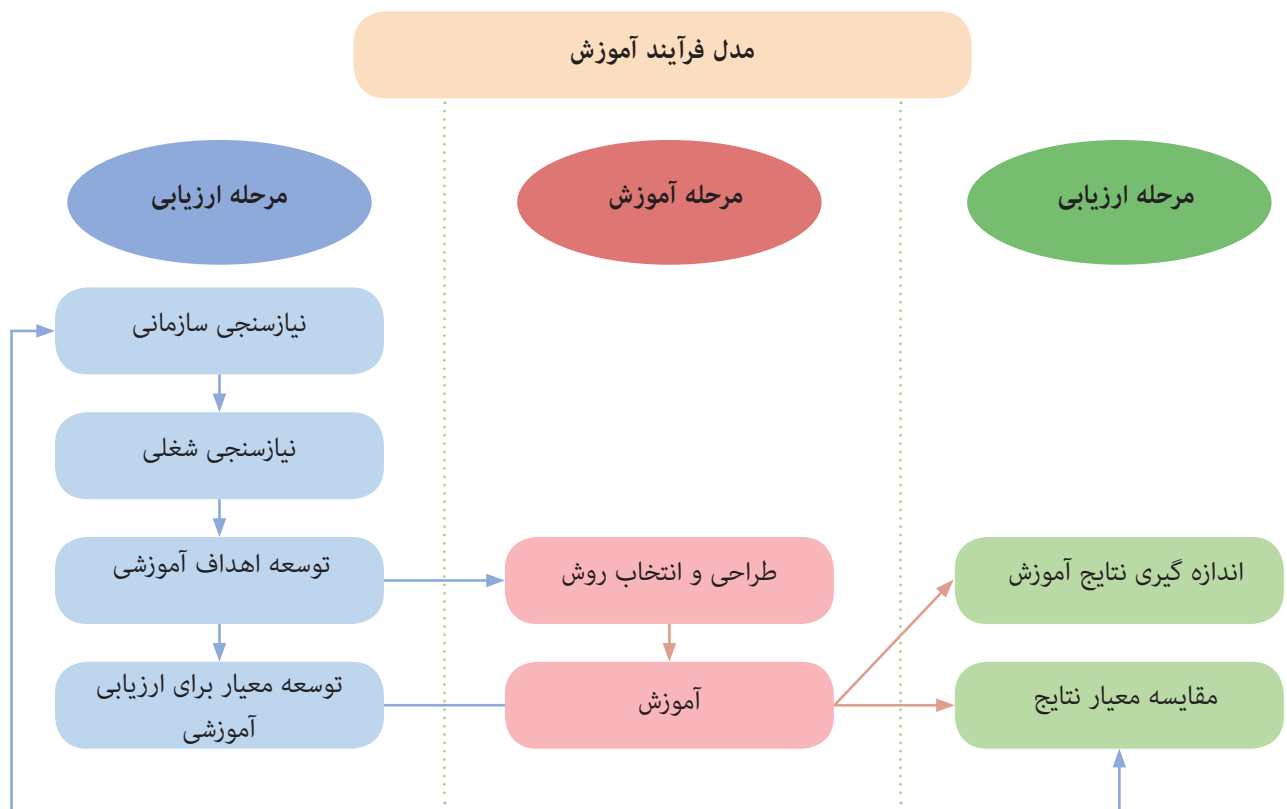 مدل فرآیند آموزش
مرحله ارزیابی
مرحله آموزش
مرحله ارزیابی
نیازسنجی سازمانی
نیازسنجی شغلی
توسعه اهداف آموزشی
توسعه معیار برای ارزیابی
آموزشی
طراحی و انتخاب روش
آموزش
اندازه گیری نتایج آموزش
مقایسه معیار نتایج